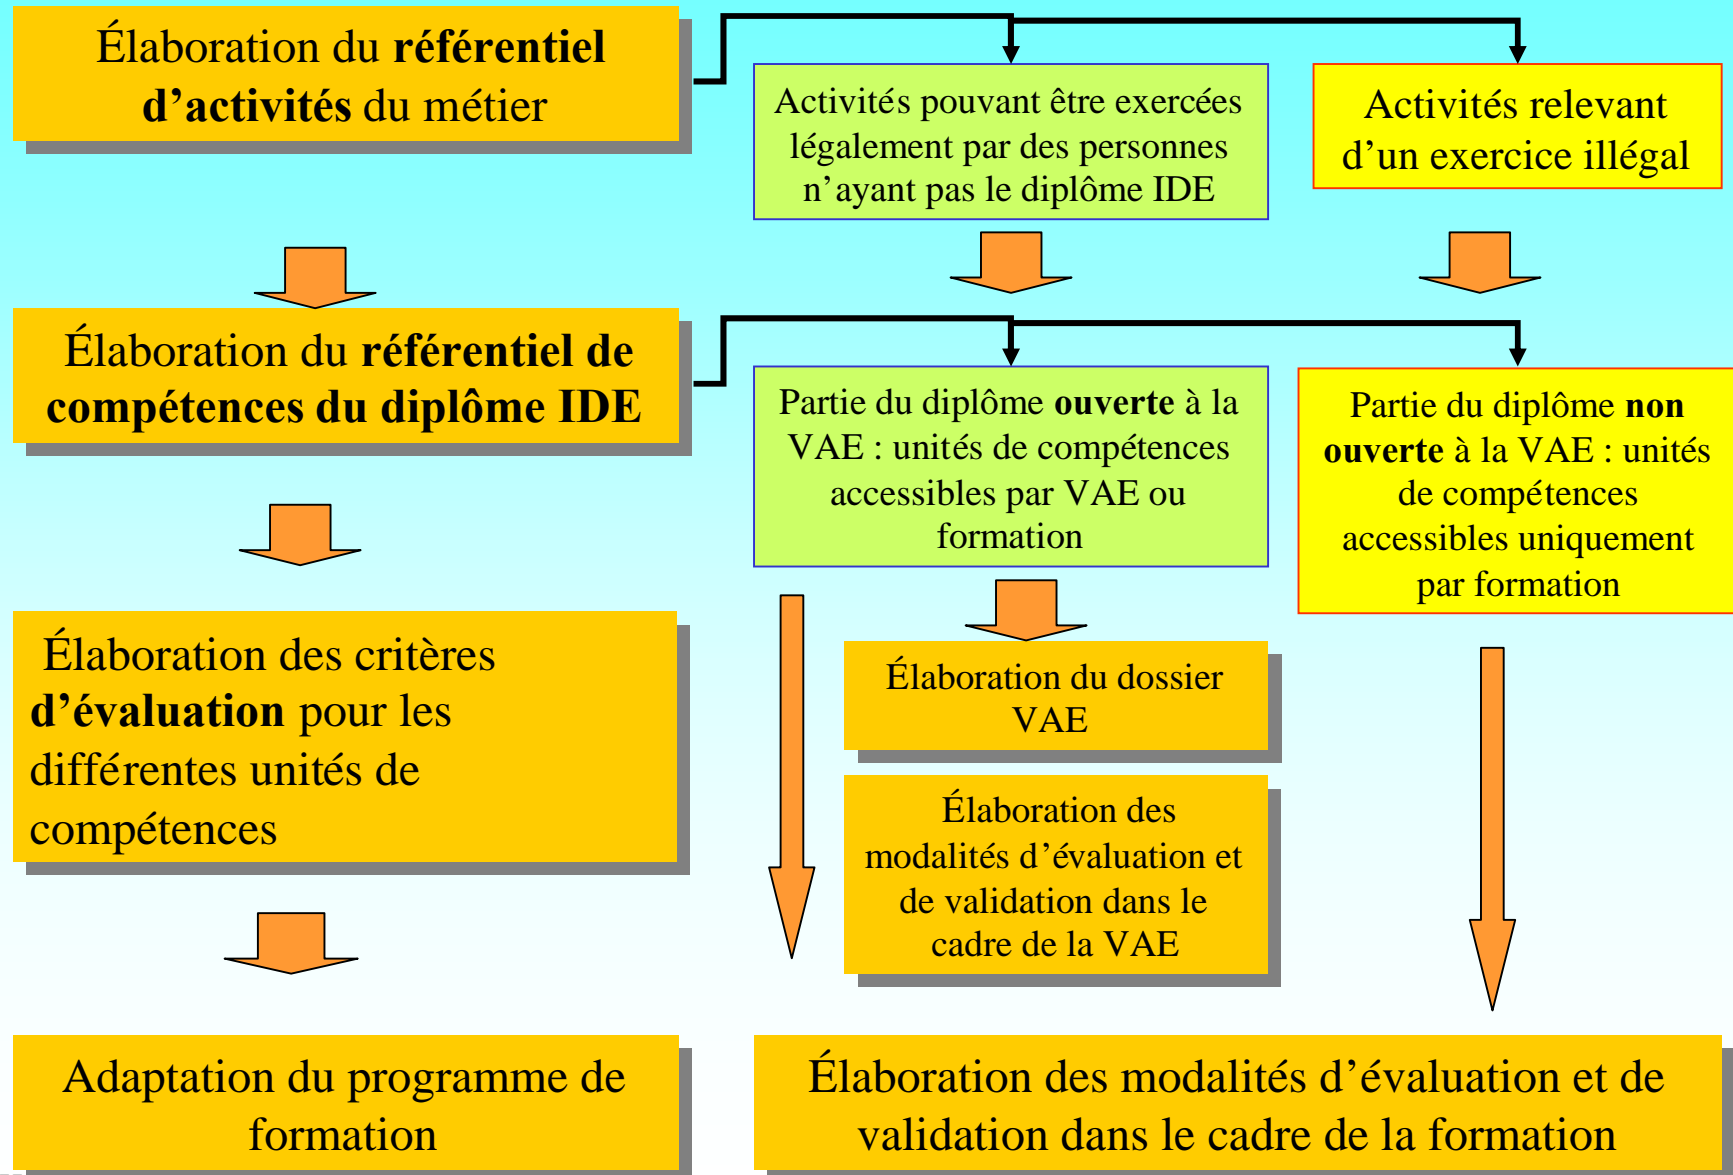 Élaboration du référentiel
d’activités du métier
Activités pouvant être exercées
légalement par des personnes
n’ayant pas le diplôme IDE
Activités relevant
d’un exercice illégal
Élaboration du référentiel de
compétences du diplôme IDE
Partie du diplôme ouverte à la
VAE : unités de compétences
accessibles par VAE ou
formation
Partie du diplôme non
ouverte à la VAE : unités
de compétences
accessibles uniquement
par formation
Élaboration des critères
d’évaluation pour les
différentes unités de
compétences
Élaboration du dossier
VAE
Élaboration des
modalités d’évaluation et
de validation dans le
cadre de la VAE
Adaptation du programme de
formation
Élaboration des modalités d’évaluation et de
validation dans le cadre de la formation